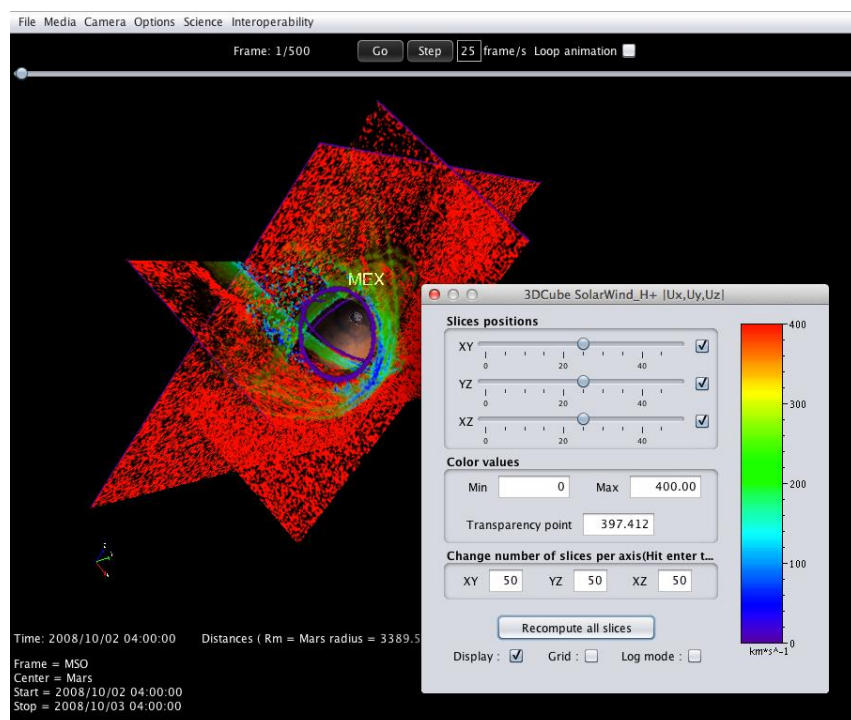 File Media Camera Options Science Interoperability
Frame: 1/500 Go Step 25 frame/s Loop animation
MEX
3DCube SolarWind_H+ |Ux,Uy,Uz|
Slices positions
XY
0 20 40
YZ
0 20 40
XZ
0 20 40
Color values
Min 0 Max 400.00
Transparency point 397.412
Change number of slices per axis(Hit enter t...
XY 50 YZ 50 XZ 50
Recompute all slices
Display : Grid : Log mode :
400
300
200
100
0
km*s^-1
Time: 2008/10/02 04:00:00 Distances ( Rm = Mars radius = 3389.5
Frame = MSO
Center = Mars
Start = 2008/10/02 04:00:00
Stop = 2008/10/03 04:00:00